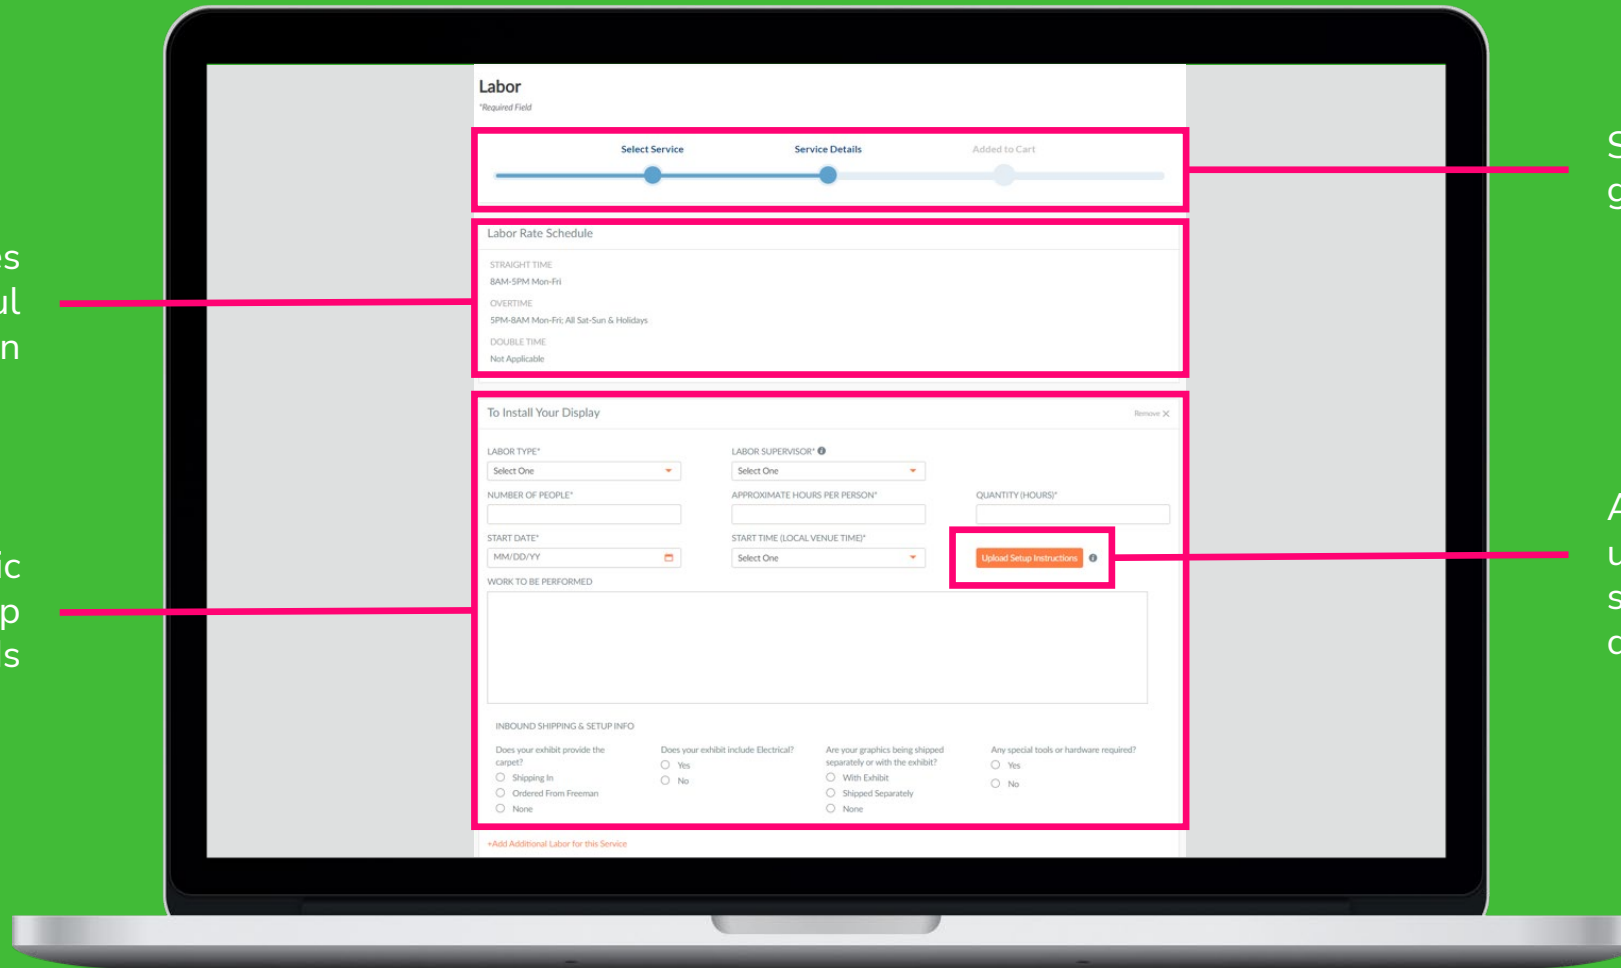 Labor
*Required Field
Select Service
Service Details
Added to Cart
Labor Rate Schedule
STRAIGHT TIME
8AM-5PM Mon-Fri
OVERTIME
5PM-8AM Mon-Fri; All Sat-Sun & Holidays
DOUBLE TIME
Not Applicable
To Install Your Display
Remove X
LABOR TYPE*
LABOR SUPERVISOR*
Select One
Select One
NUMBER OF PEOPLE*
APPROXIMATE HOURS PER PERSON*
QUANTITY (HOURS)*
START DATE*
START TIME (LOCAL VENUE TIME)*
MM/DD/YY
Select One
Upload Setup Instructions
WORK TO BE PERFORMED
INBOUND SHIPPING & SETUP INFO
Does your exhibit provide the
carpet?
Shipping In
Ordered From Freeman
None
Does your exhibit include Electrical?
Yes
No
Are your graphics being shipped
separately or with the exhibit?
With Exhibit
Shipped Separately
None
Any special tools or hardware required?
Yes
No
+Add Additional Labor for this Service